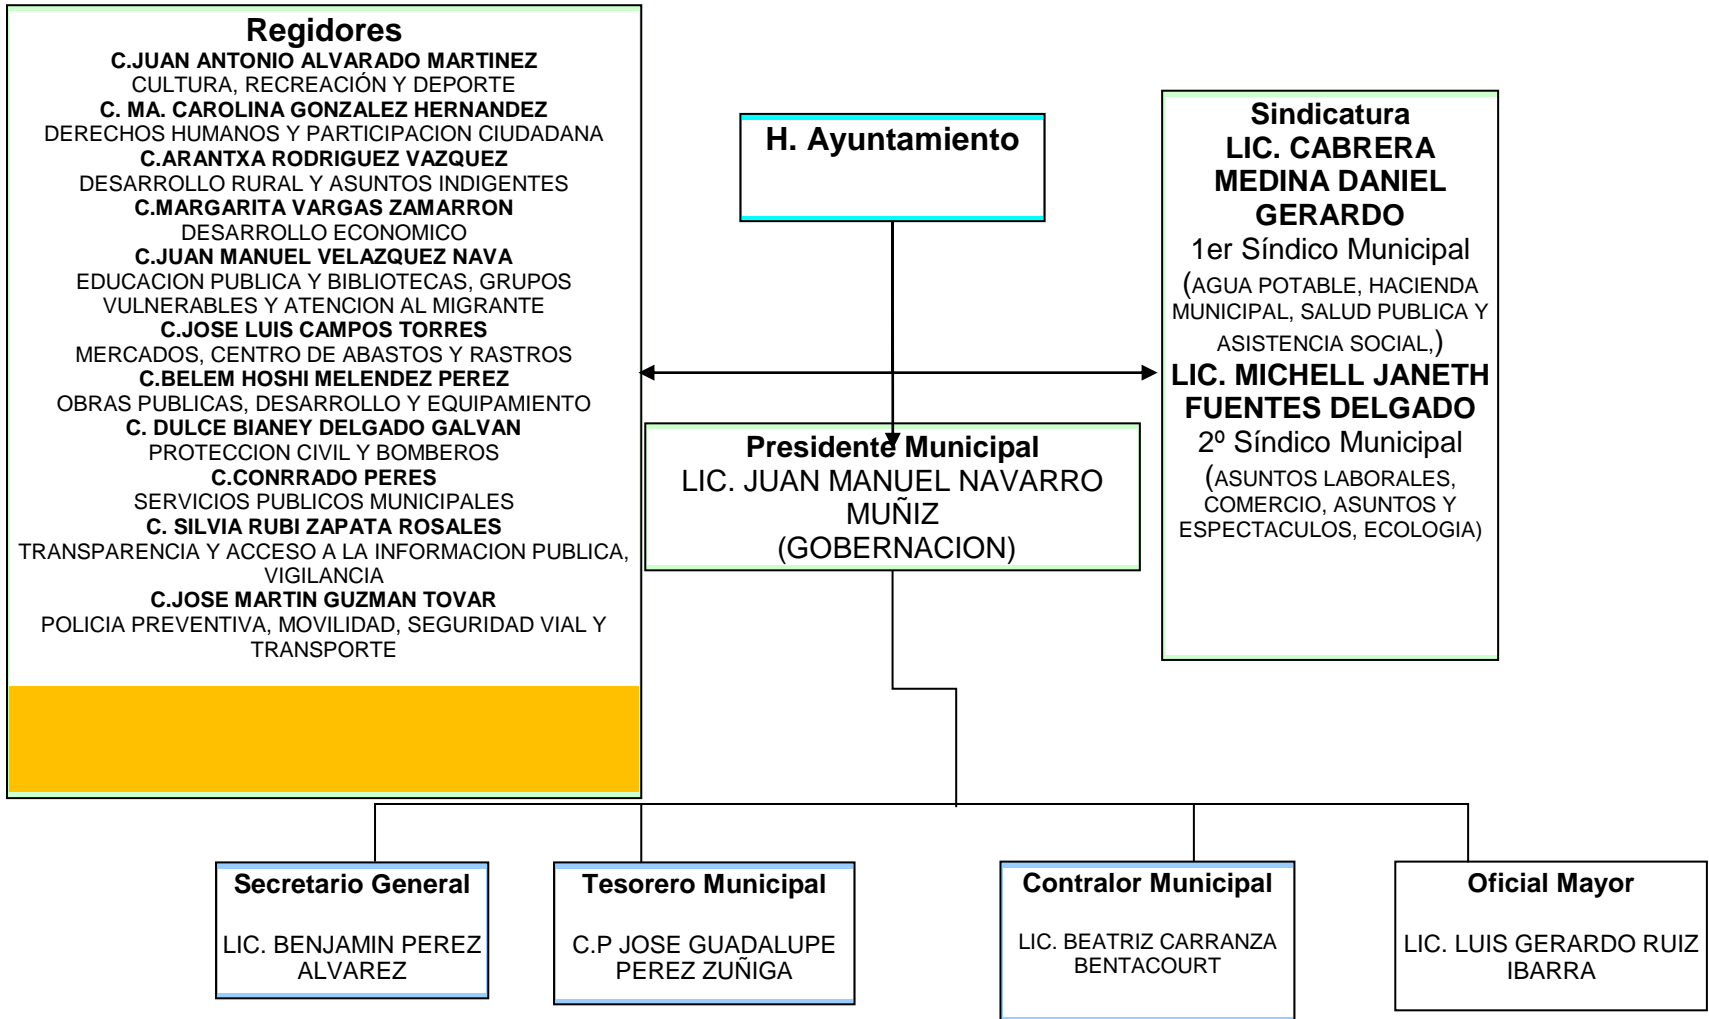 Regidores
C.JUAN ANTONIO ALVARADO MARTINEZ
CULTURA, RECREACIÓN Y DEPORTE
C. MA. CAROLINA GONZALEZ HERNANDEZ
DERECHOS HUMANOS Y PARTICIPACION CIUDADANA
C.ARANTXA RODRIGUEZ VAZQUEZ
DESARROLLO RURAL Y ASUNTOS INDIGENTES
C.MARGARITA VARGAS ZAMARRON
DESARROLLO ECONOMICO
C.JUAN MANUEL VELAZQUEZ NAVA
EDUCACION PUBLICA Y BIBLIOTECAS, GRUPOS
VULNERABLES Y ATENCION AL MIGRANTE
C.JOSE LUIS CAMPOS TORRES
MERCADOS, CENTRO DE ABASTOS Y RASTROS
C.BELEM HOSHI MELENDEZ PEREZ
OBRAS PUBLICAS, DESARROLLO Y EQUIPAMIENTO
C. DULCE BIANEY DELGADO GALVAN
PROTECCION CIVIL Y BOMBEROS
C.CONRRADO PERES
SERVICIOS PUBLICOS MUNICIPALES
C. SILVIA RUBI ZAPATA ROSALES
TRANSPARENCIA Y ACCESO A LA INFORMACION PUBLICA,
VIGILANCIA
C.JOSE MARTIN GUZMAN TOVAR
POLICIA PREVENTIVA, MOVILIDAD, SEGURIDAD VIAL Y
TRANSPORTE
H. Ayuntamiento
Sindicatura
LIC. CABRERA
MEDINA DANIEL
GERARDO
1er Síndico Municipal
(AGUA POTABLE, HACIENDA
MUNICIPAL, SALUD PUBLICA Y
ASISTENCIA SOCIAL,)
LIC. MICHELL JANETH
FUENTES DELGADO
2º Síndico Municipal
(ASUNTOS LABORALES,
COMERCIO, ASUNTOS Y
ESPECTACULOS, ECOLOGIA)
Presidente Municipal
LIC. JUAN MANUEL NAVARRO
MUÑIZ
(GOBERNACION)
Secretario General
LIC. BENJAMIN PEREZ
ALVAREZ
Tesorero Municipal
C.P JOSE GUADALUPE
PEREZ ZUÑIGA
Contralor Municipal
LIC. BEATRIZ CARRANZA
BENTACOURT
Oficial Mayor
LIC. LUIS GERARDO RUIZ
IBARRA